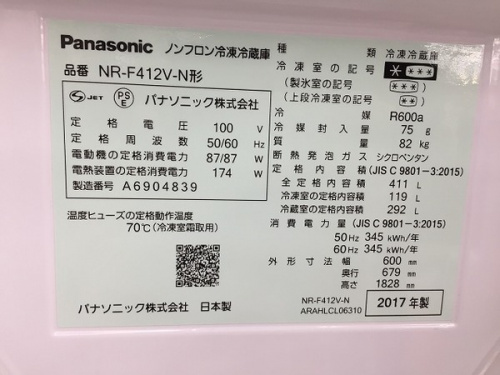 Panasonic ノンフロン冷凍冷蔵庫
品番 NR-F412V-N形
S JET PS E パナソニック株式会社
定格電圧 100 V
定格周波数 50/60 Hz
電動機の定格消費電力 87/87 W
電熱装置の定格消費電力 174 W
製造番号 A6904839
温度ヒューズの定格動作温度
70℃(冷凍室霜取用)
パナソニック株式会社 日本製
種類 冷凍冷蔵庫
冷凍室の記号 * ***
(製氷室の記号) ***
(上段冷凍室の記号) **
冷媒 R600a
冷媒封入量 75 g
質量 82 kg
断熱発泡ガス シクロペンタン
定格内容積 (JIS C 9801-3:2015)
全定格内容積 411 L
冷凍室定格内容積 119 L
冷蔵室定格内容積 292 L
消費電力量 (JIS C 9801-3:2015)
50Hz 345 kWh/年
60Hz 345 kWh/年
外形寸法 幅 600 mm
奥行 679 mm
高さ 1828 mm
NR-F412V-N
ARAHLCL06310
2017年製